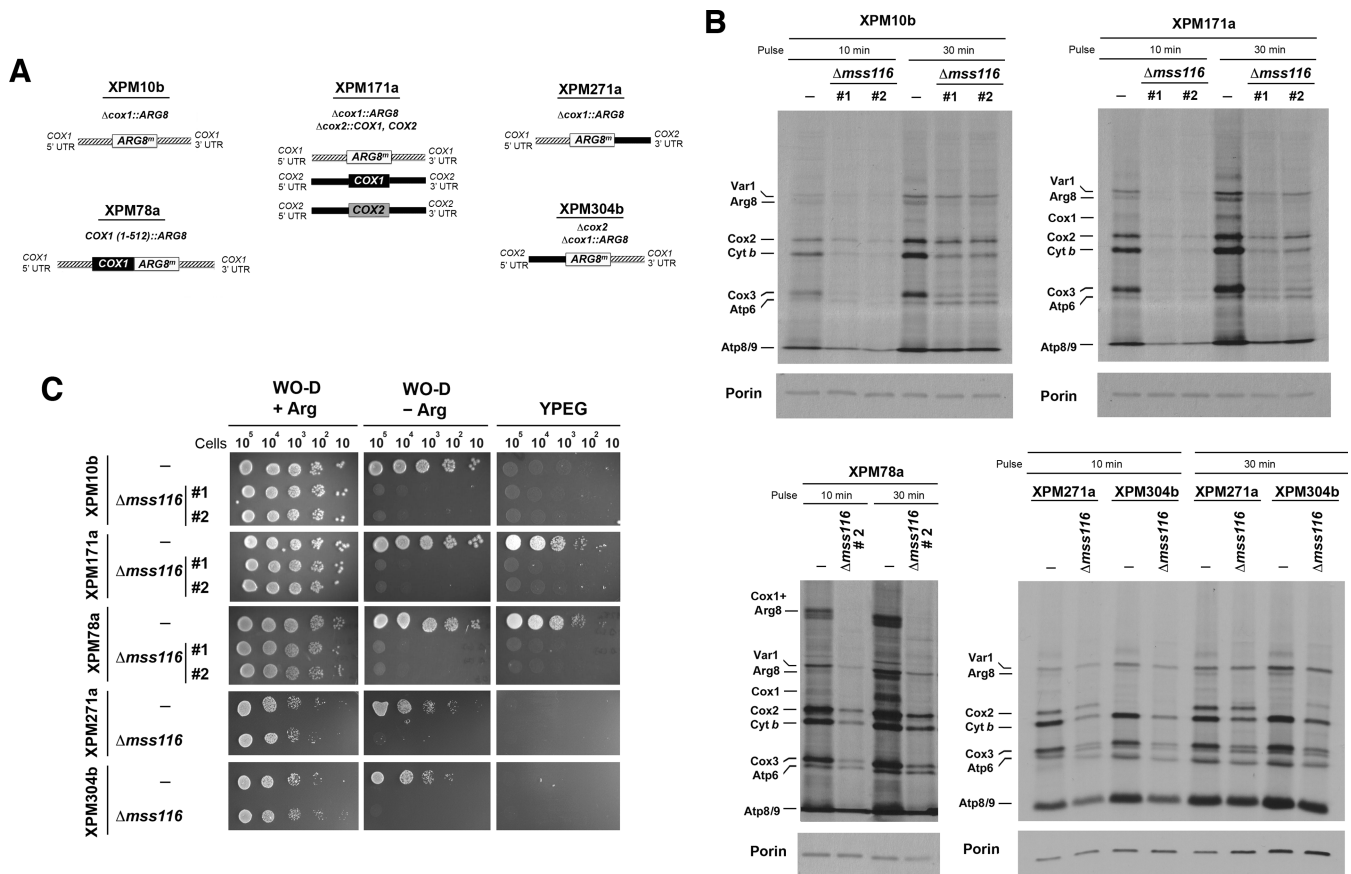 A
XPM10b
Δcox1::ARG8
COX1 5' UTR
ARG8m
COX1 3' UTR
XPM171a
Δcox1::ARG8
Δcox2::COX1, COX2
COX1 5' UTR
ARG8m
COX1 3' UTR
COX2 5' UTR
COX1
COX2 3' UTR
COX2 5' UTR
COX2
COX2 3' UTR
XPM271a
Δcox1::ARG8
COX1 5' UTR
ARG8m
COX2 3' UTR
XPM78a
COX1 (1-512)::ARG8
COX1 5' UTR
COX1 ARG8m
COX1 3' UTR
XPM304b
Δcox2
Δcox1::ARG8
COX2 5' UTR
ARG8m
COX1 3' UTR
B
XPM10b
Pulse 10 min 30 min
Δmss116 Δmss116
– #1 #2 – #1 #2
Var1
Arg8
Cox2
Cyt b
Cox3
Atp6
Atp8/9
Porin
XPM171a
Pulse 10 min 30 min
Δmss116 Δmss116
– #1 #2 – #1 #2
Var1
Arg8
Cox1
Cox2
Cyt b
Cox3
Atp6
Atp8/9
Porin
XPM78a
Pulse 10 min 30 min
– Δmss116 # 2 – Δmss116 # 2
Cox1+
Arg8
Var1
Arg8
Cox1
Cox2
Cyt b
Cox3
Atp6
Atp8/9
Porin
Pulse 10 min 30 min
XPM271a XPM304b XPM271a XPM304b
– Δmss116 – Δmss116 – Δmss116 – Δmss116
Var1
Arg8
Cox2
Cyt b
Cox3
Atp6
Atp8/9
Porin
C
WO-D + Arg
WO-D – Arg
YPEG
Cells 10⁵ 10⁴ 10³ 10² 10 10⁵ 10⁴ 10³ 10² 10 10⁵ 10⁴ 10³ 10² 10
XPM10b
–
Δmss116 #1
#2
XPM171a
–
Δmss116 #1
#2
XPM78a
–
Δmss116 #1
#2
XPM271a
–
Δmss116
XPM304b
–
Δmss116